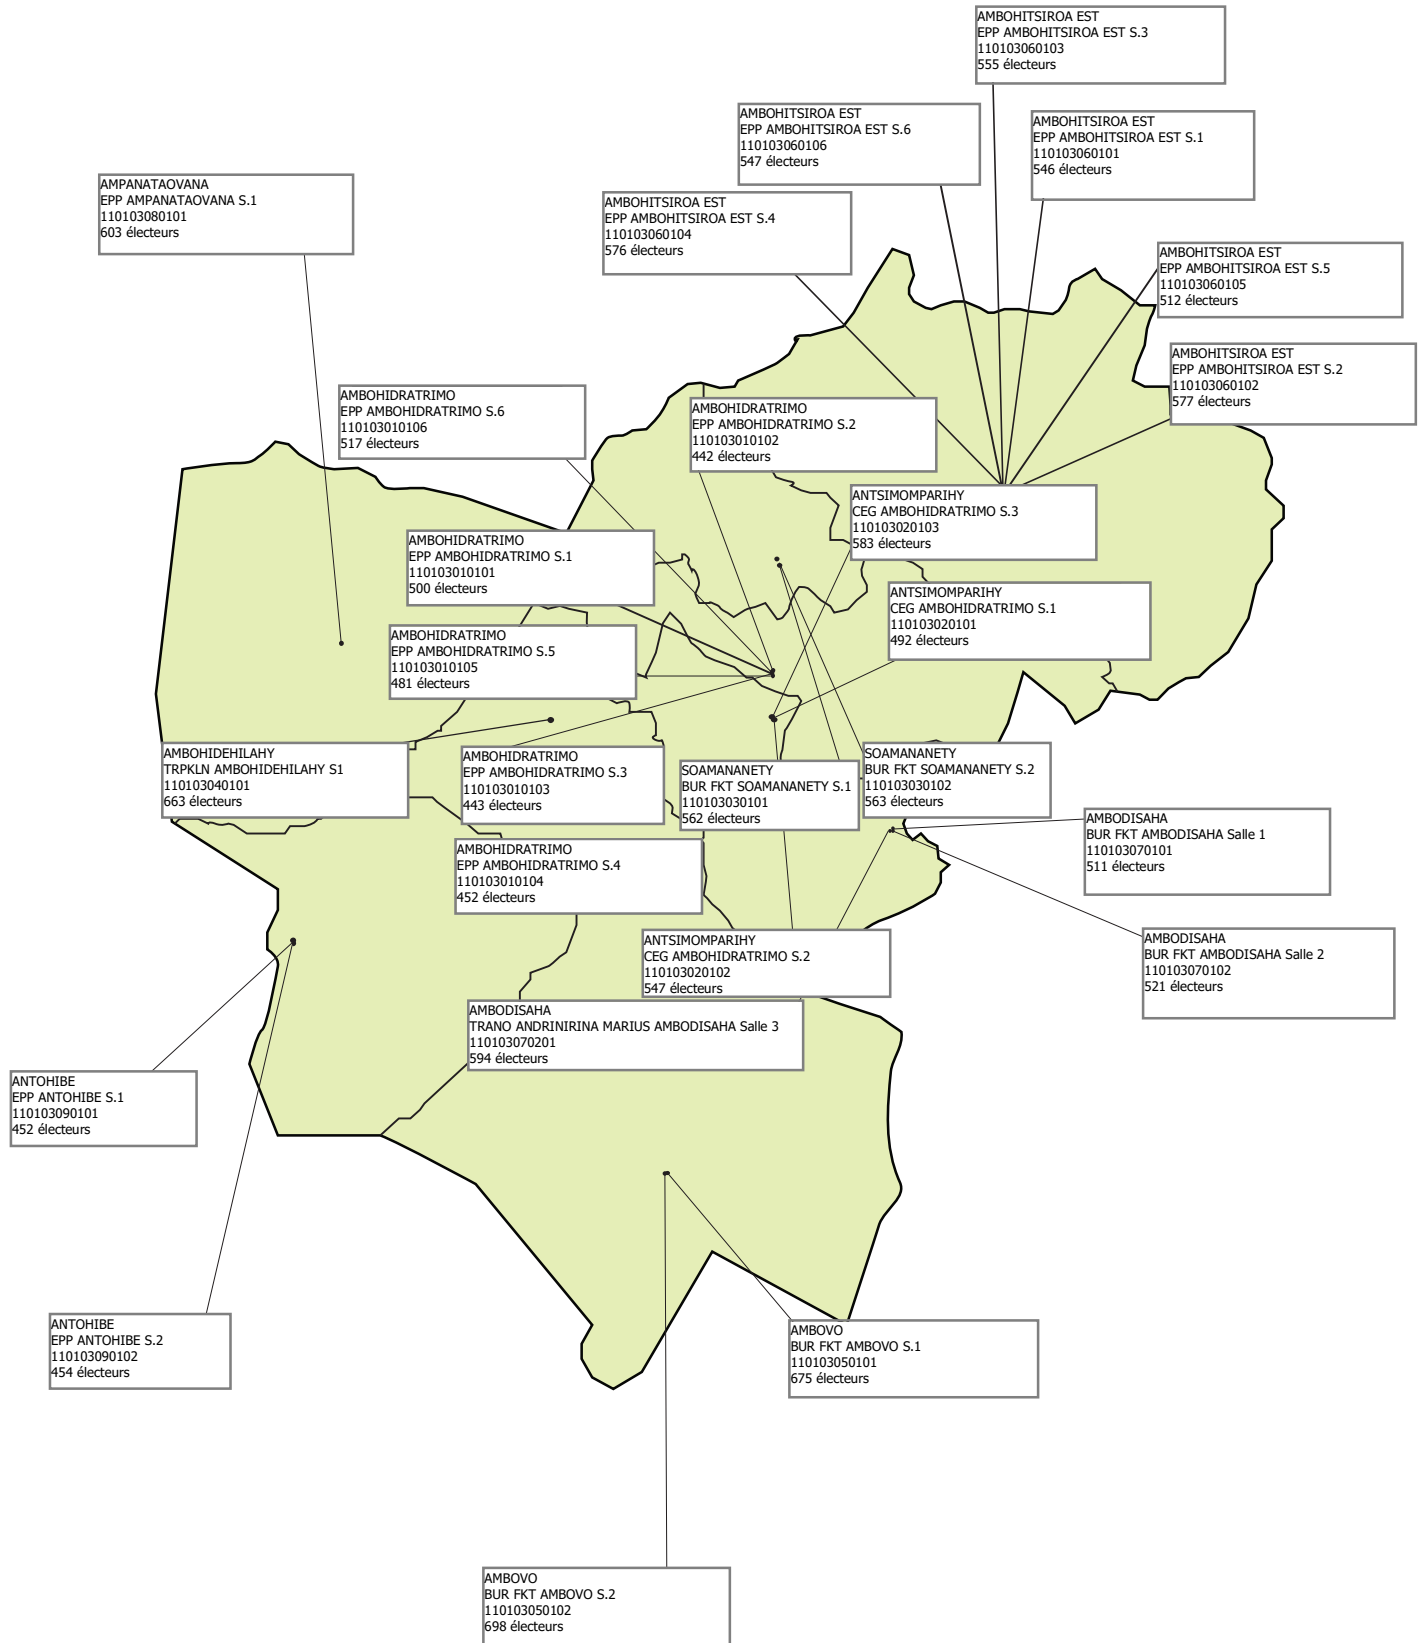 AMBOHITSIROA EST
EPP AMBOHITSIROA EST S.3
110103060103
555 électeurs
AMBOHITSIROA EST
EPP AMBOHITSIROA EST S.6
110103060106
547 électeurs
AMBOHITSIROA EST
EPP AMBOHITSIROA EST S.1
110103060101
546 électeurs
AMPANATAOVANA
EPP AMPANATAOVANA S.1
110103080101
603 électeurs
AMBOHITSIROA EST
EPP AMBOHITSIROA EST S.4
110103060104
576 électeurs
AMBOHITSIROA EST
EPP AMBOHITSIROA EST S.5
110103060105
512 électeurs
AMBOHITSIROA EST
EPP AMBOHITSIROA EST S.2
110103060102
577 électeurs
AMBOHIDRATRIMO
EPP AMBOHIDRATRIMO S.6
110103010106
517 électeurs
AMBOHIDRATRIMO
EPP AMBOHIDRATRIMO S.2
110103010102
442 électeurs
ANTSIMOMPARIHY
CEG AMBOHIDRATRIMO S.3
110103020103
583 électeurs
AMBOHIDRATRIMO
EPP AMBOHIDRATRIMO S.1
110103010101
500 électeurs
ANTSIMOMPARIHY
CEG AMBOHIDRATRIMO S.1
110103020101
492 électeurs
AMBOHIDRATRIMO
EPP AMBOHIDRATRIMO S.5
110103010105
481 électeurs
AMBOHIDEHILAHY
TRPKLN AMBOHIDEHILAHY S1
110103040101
663 électeurs
AMBOHIDRATRIMO
EPP AMBOHIDRATRIMO S.3
110103010103
443 électeurs
SOAMANANETY
BUR FKT SOAMANANETY S.1
110103030101
562 électeurs
SOAMANANETY
BUR FKT SOAMANANETY S.2
110103030102
563 électeurs
AMBODISAHA
BUR FKT AMBODISAHA Salle 1
110103070101
511 électeurs
AMBOHIDRATRIMO
EPP AMBOHIDRATRIMO S.4
110103010104
452 électeurs
ANTSIMOMPARIHY
CEG AMBOHIDRATRIMO S.2
110103020102
547 électeurs
AMBODISAHA
BUR FKT AMBODISAHA Salle 2
110103070102
521 électeurs
AMBODISAHA
TRANO ANDRINIRINA MARIUS AMBODISAHA Salle 3
110103070201
594 électeurs
ANTOHIBE
EPP ANTOHIBE S.1
110103090101
452 électeurs
ANTOHIBE
EPP ANTOHIBE S.2
110103090102
454 électeurs
AMBOVO
BUR FKT AMBOVO S.1
110103050101
675 électeurs
AMBOVO
BUR FKT AMBOVO S.2
110103050102
698 électeurs